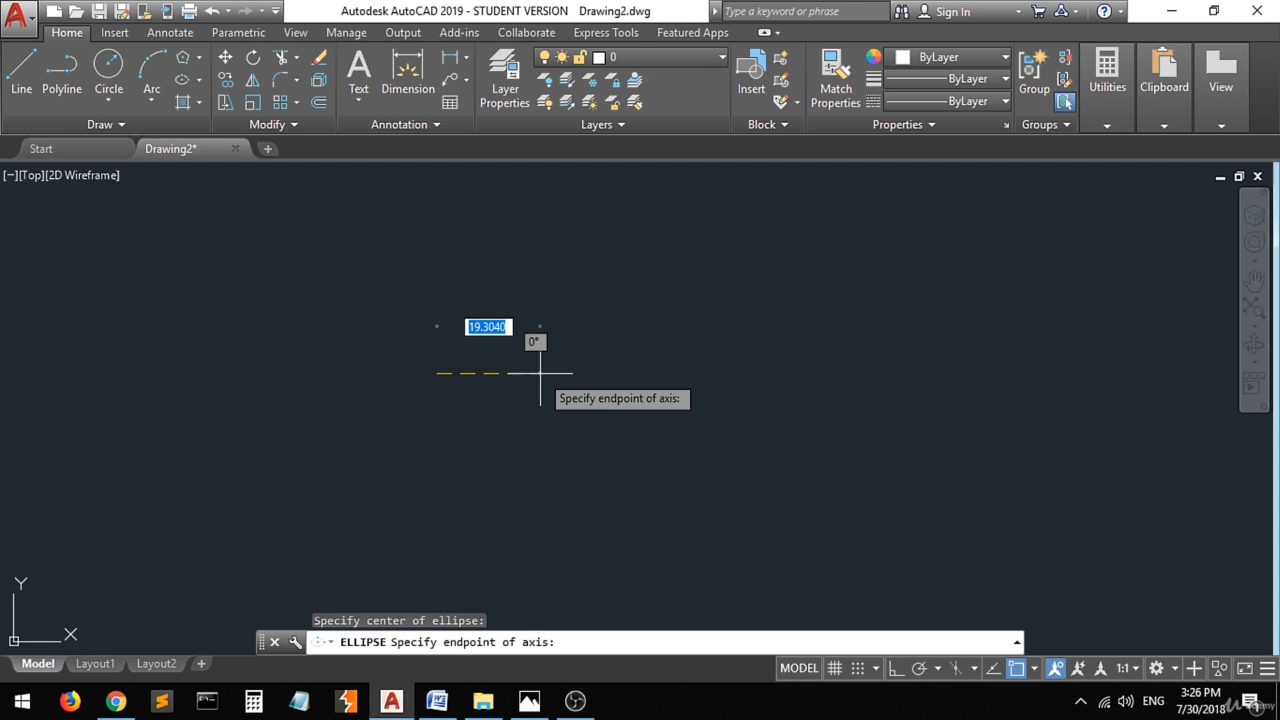 Autodesk AutoCAD 2019 - STUDENT VERSION Drawing2.dwg
Type a keyword or phrase
Sign In
Home Insert Annotate Parametric View Manage Output Add-ins Collaborate Express Tools Featured Apps
0
ByLayer
ByLayer
ByLayer
Line Polyline Circle Arc Text Dimension Layer Properties Insert Match Properties Group Utilities Clipboard View
Draw Modify Annotation Layers Block Properties Groups
Start Drawing2*
[−][Top][2D Wireframe]
19.3040
0°
Specify endpoint of axis:
Y
X
Specify center of ellipse:
ELLIPSE Specify endpoint of axis:
Model Layout1 Layout2
MODEL 1:1
ENG
3:26 PM
7/30/2018